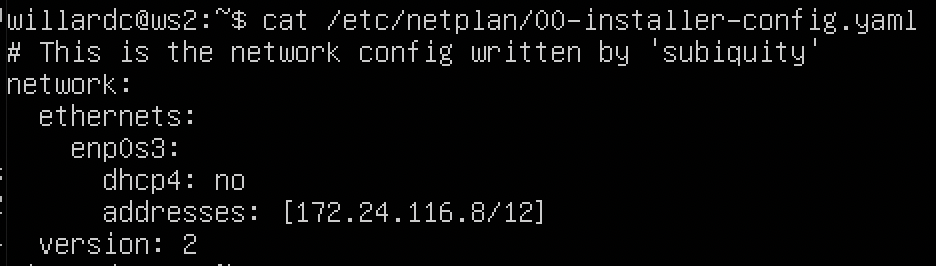 willardc@ws2:~$ cat /etc/netplan/00-installer-config.yaml
# This is the network config written by 'subiquity'
network:
  ethernets:
    enp0s3:
      dhcp4: no
      addresses: [172.24.116.8/12]
  version: 2